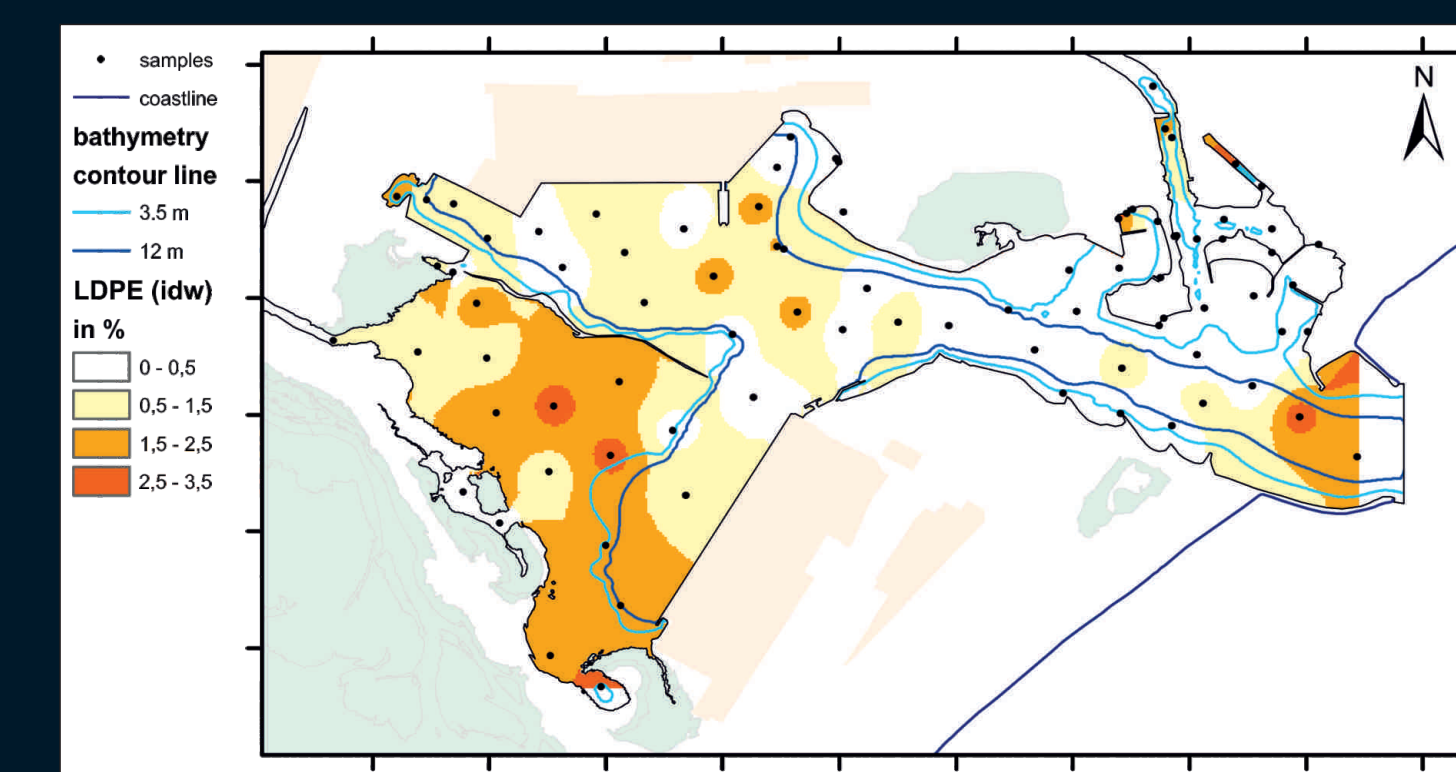 samples
coastline
bathymetry
contour line
3.5 m
12 m
LDPE (idw)
in %
0 - 0,5
0,5 - 1,5
1,5 - 2,5
2,5 - 3,5
N